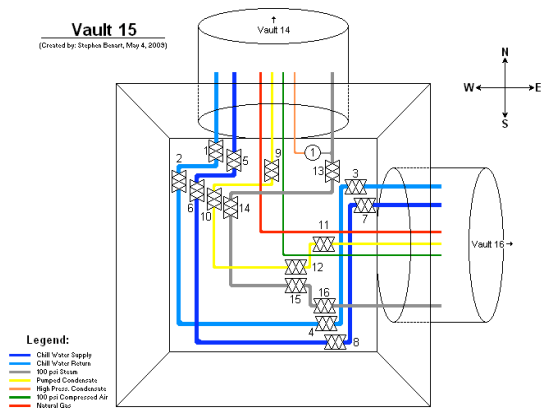 Vault 15
(Created by: Stephen Benart, May 4, 2009)
↑
Vault 14
N
W
E
S
1
2
5
9
1
13
3
6
10
14
7
11
Vault 16→
12
15
16
4
8
Legend:
Chill Water Supply
Chill Water Return
100 psi Steam
Pumped Condensate
High Press. Condensate
100 psi Compressed Air
Natural Gas